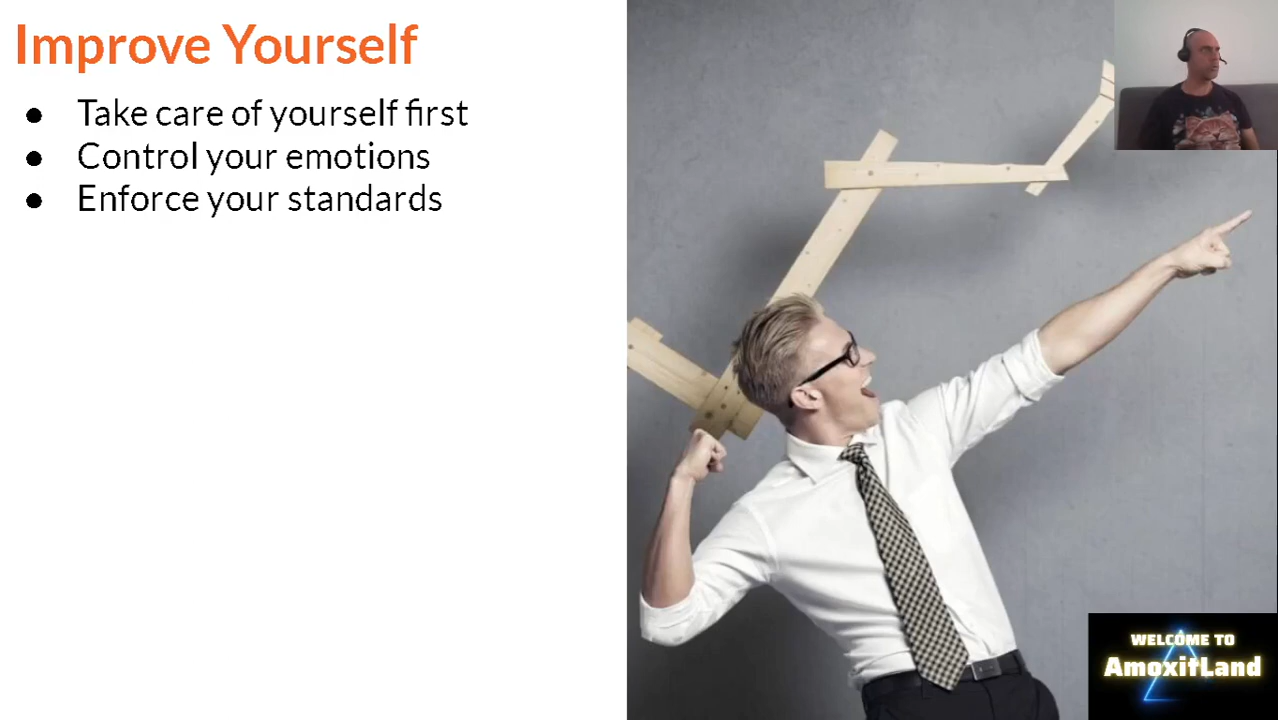 Improve Yourself
● Take care of yourself first
● Control your emotions
● Enforce your standards
WELCOME TO
AmoxitLand